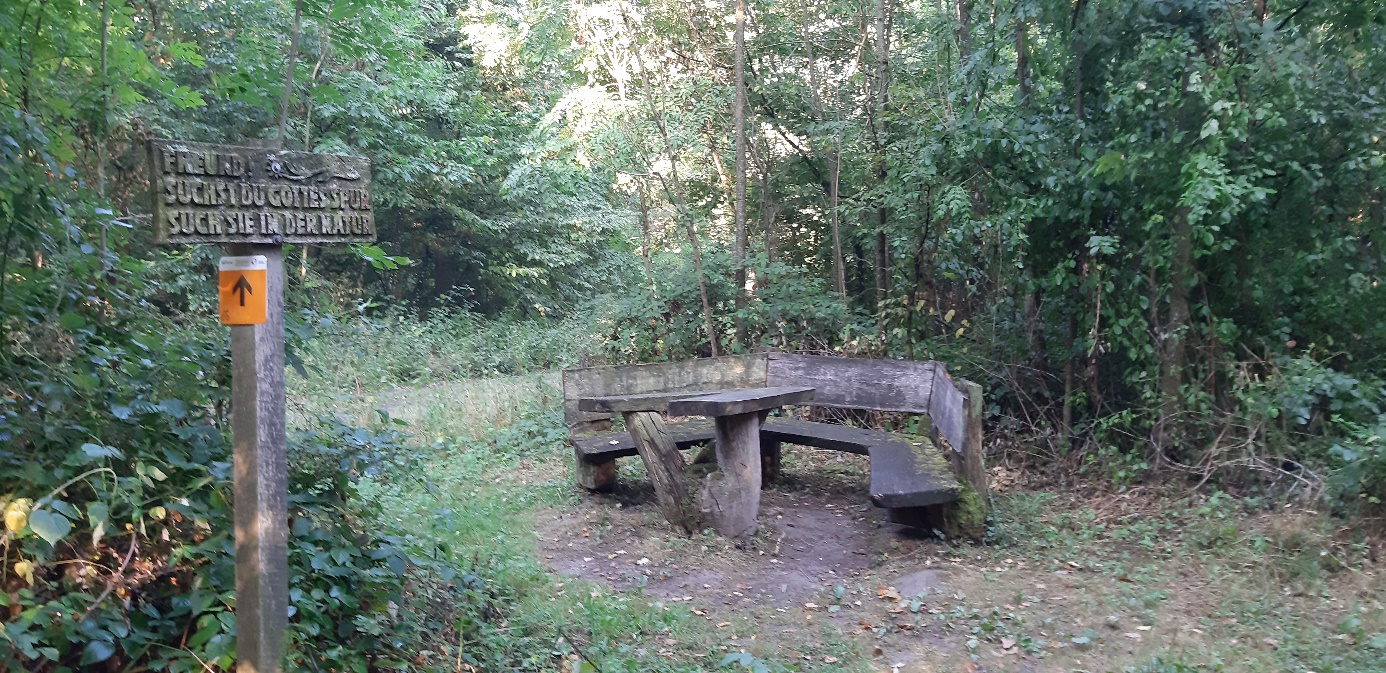 FREUND!
SUCHST DU GOTTES SPUR
SUCH SIE IN DER NATUR